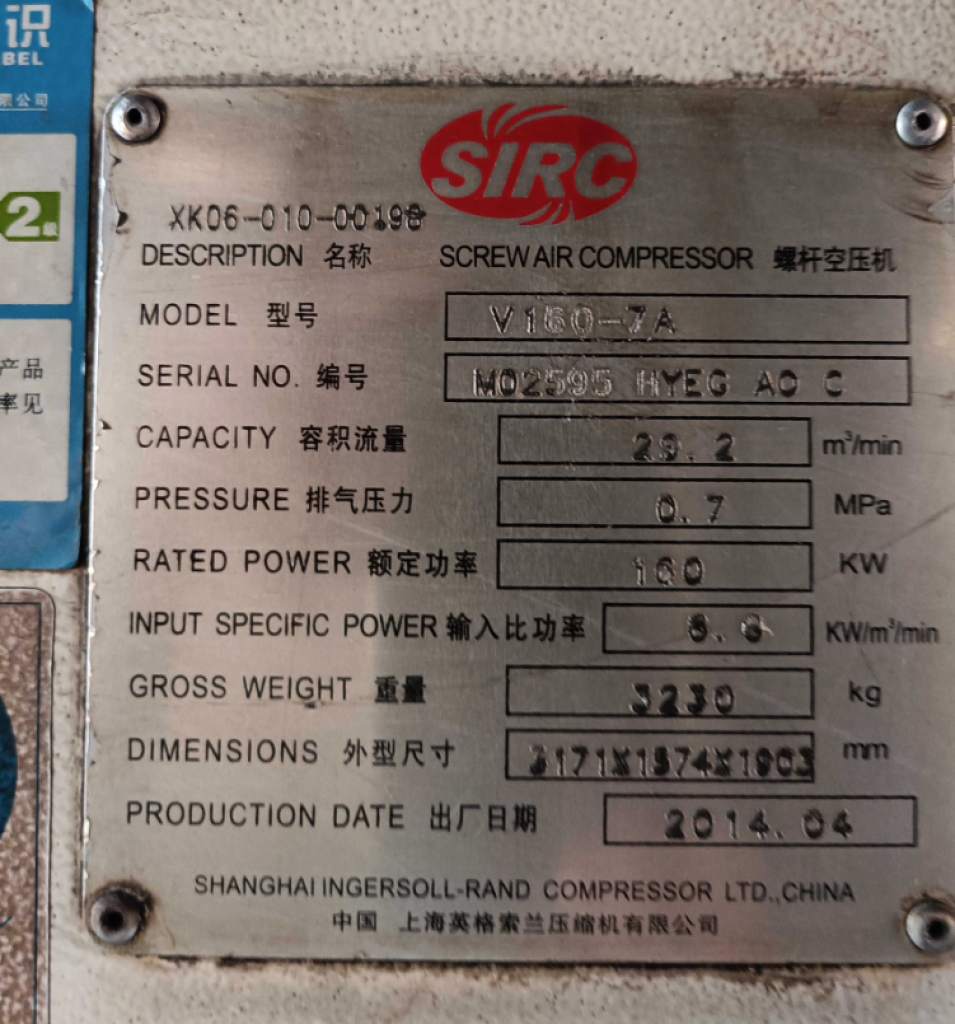 识
BEL
限公司
2级
产品
率见
SIRC
XK06-010-00198
DESCRIPTION 名称 SCREW AIR COMPRESSOR 螺杆空压机
MODEL 型号 V160-7A
SERIAL NO. 编号 M02595 HYEG AO C
CAPACITY 容积流量 29.2 m³/min
PRESSURE 排气压力 0.7 MPa
RATED POWER 额定功率 160 KW
INPUT SPECIFIC POWER 输入比功率 KW/m³/min
GROSS WEIGHT 重量 3230 kg
DIMENSIONS 外型尺寸 3171X1574X1903 mm
PRODUCTION DATE 出厂日期 2014.04
SHANGHAI INGERSOLL-RAND COMPRESSOR LTD.,CHINA
中国 上海英格索兰压缩机有限公司